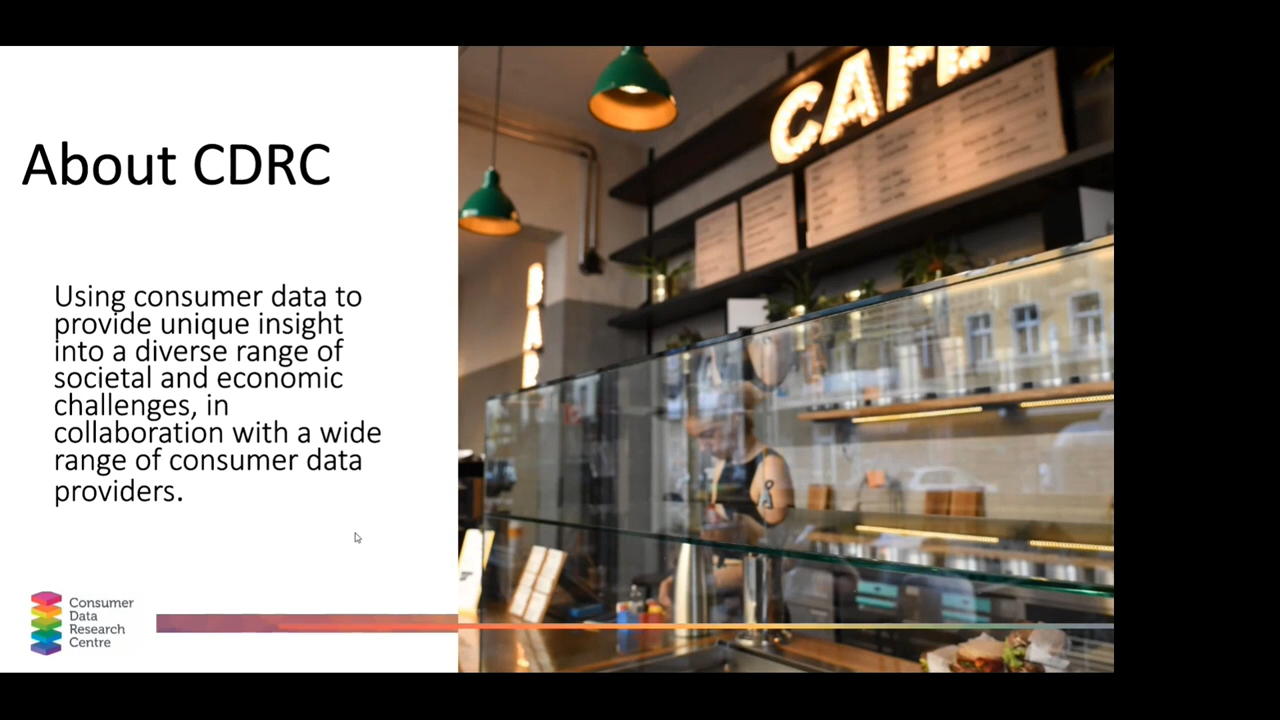 About CDRC
Using consumer data to
provide unique insight
into a diverse range of
societal and economic
challenges, in
collaboration with a wide
range of consumer data
providers.
Consumer
Data
Research
Centre
CAFE